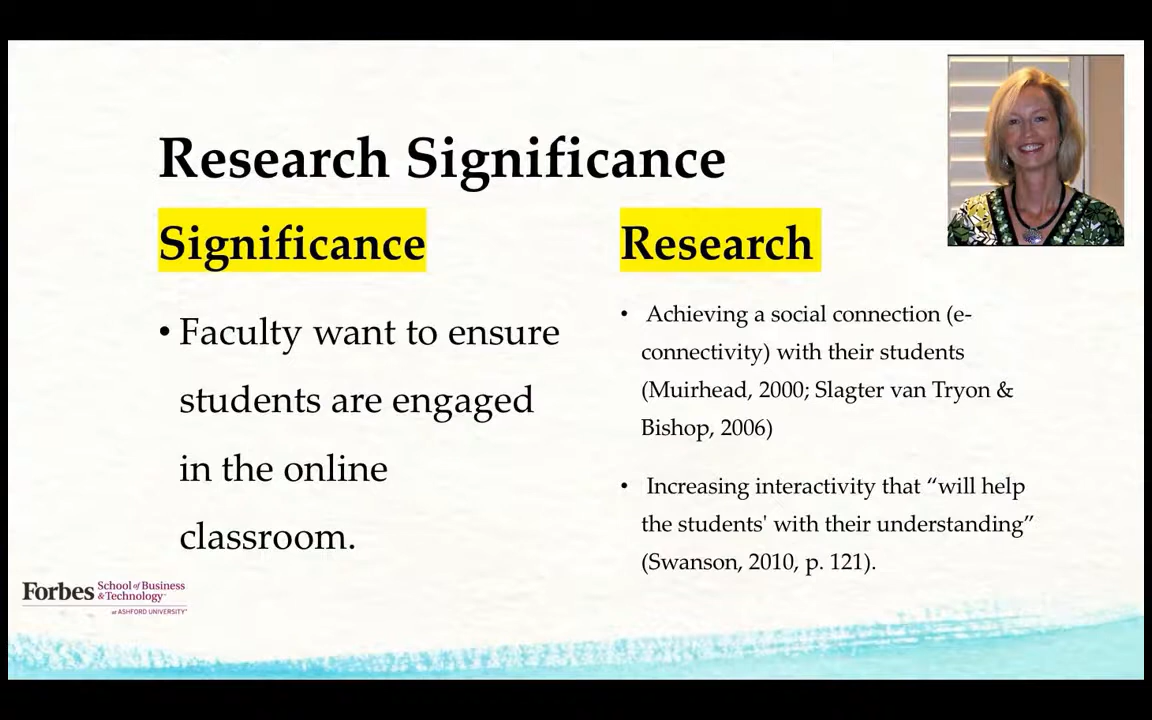 Research Significance
Significance
• Faculty want to ensure
students are engaged
in the online
classroom.
Research
• Achieving a social connection (e-
connectivity) with their students
(Muirhead, 2000; Slagter van Tryon &
Bishop, 2006)
• Increasing interactivity that “will help
the students' with their understanding”
(Swanson, 2010, p. 121).
Forbes School of Business
& Technology™
at ASHFORD UNIVERSITY®